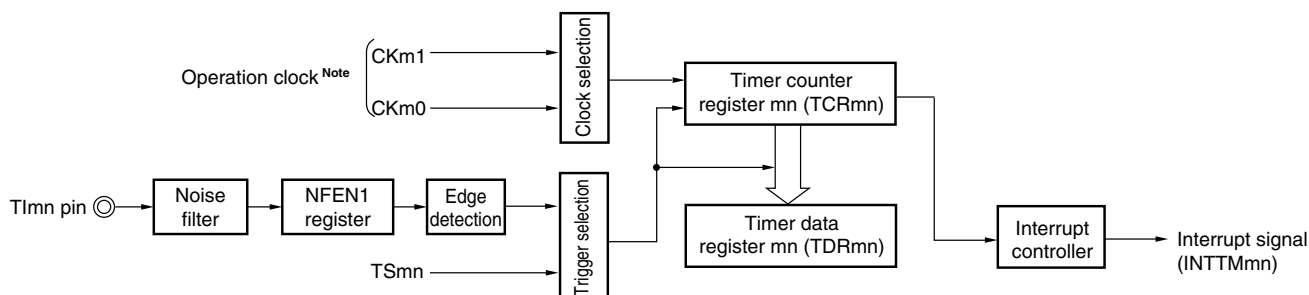 Operation clock Note
CKm1
CKm0
Clock selection
Timer counter
register mn (TCRmn)
TImn pin
Noise
filter
NFEN1
register
Edge
detection
TSmn
Trigger selection
Timer data
register mn (TDRmn)
Interrupt
controller
Interrupt signal
(INTTMmn)